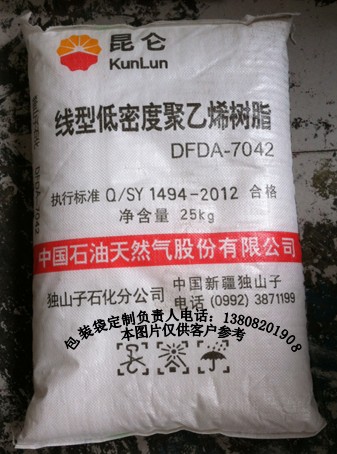 昆仑
KunLun
线型低密度聚乙烯树脂
DFDA-7042
执行标准 Q/SY 1494-2012 合格
净含量 25kg
中国石油天然气股份有限公司
独山子石化分公司
中国新疆独山子
电话 (0992) 3871199
包装袋定制负责人电话：13808201908
本图片仅供客户参考
DFDA-7042